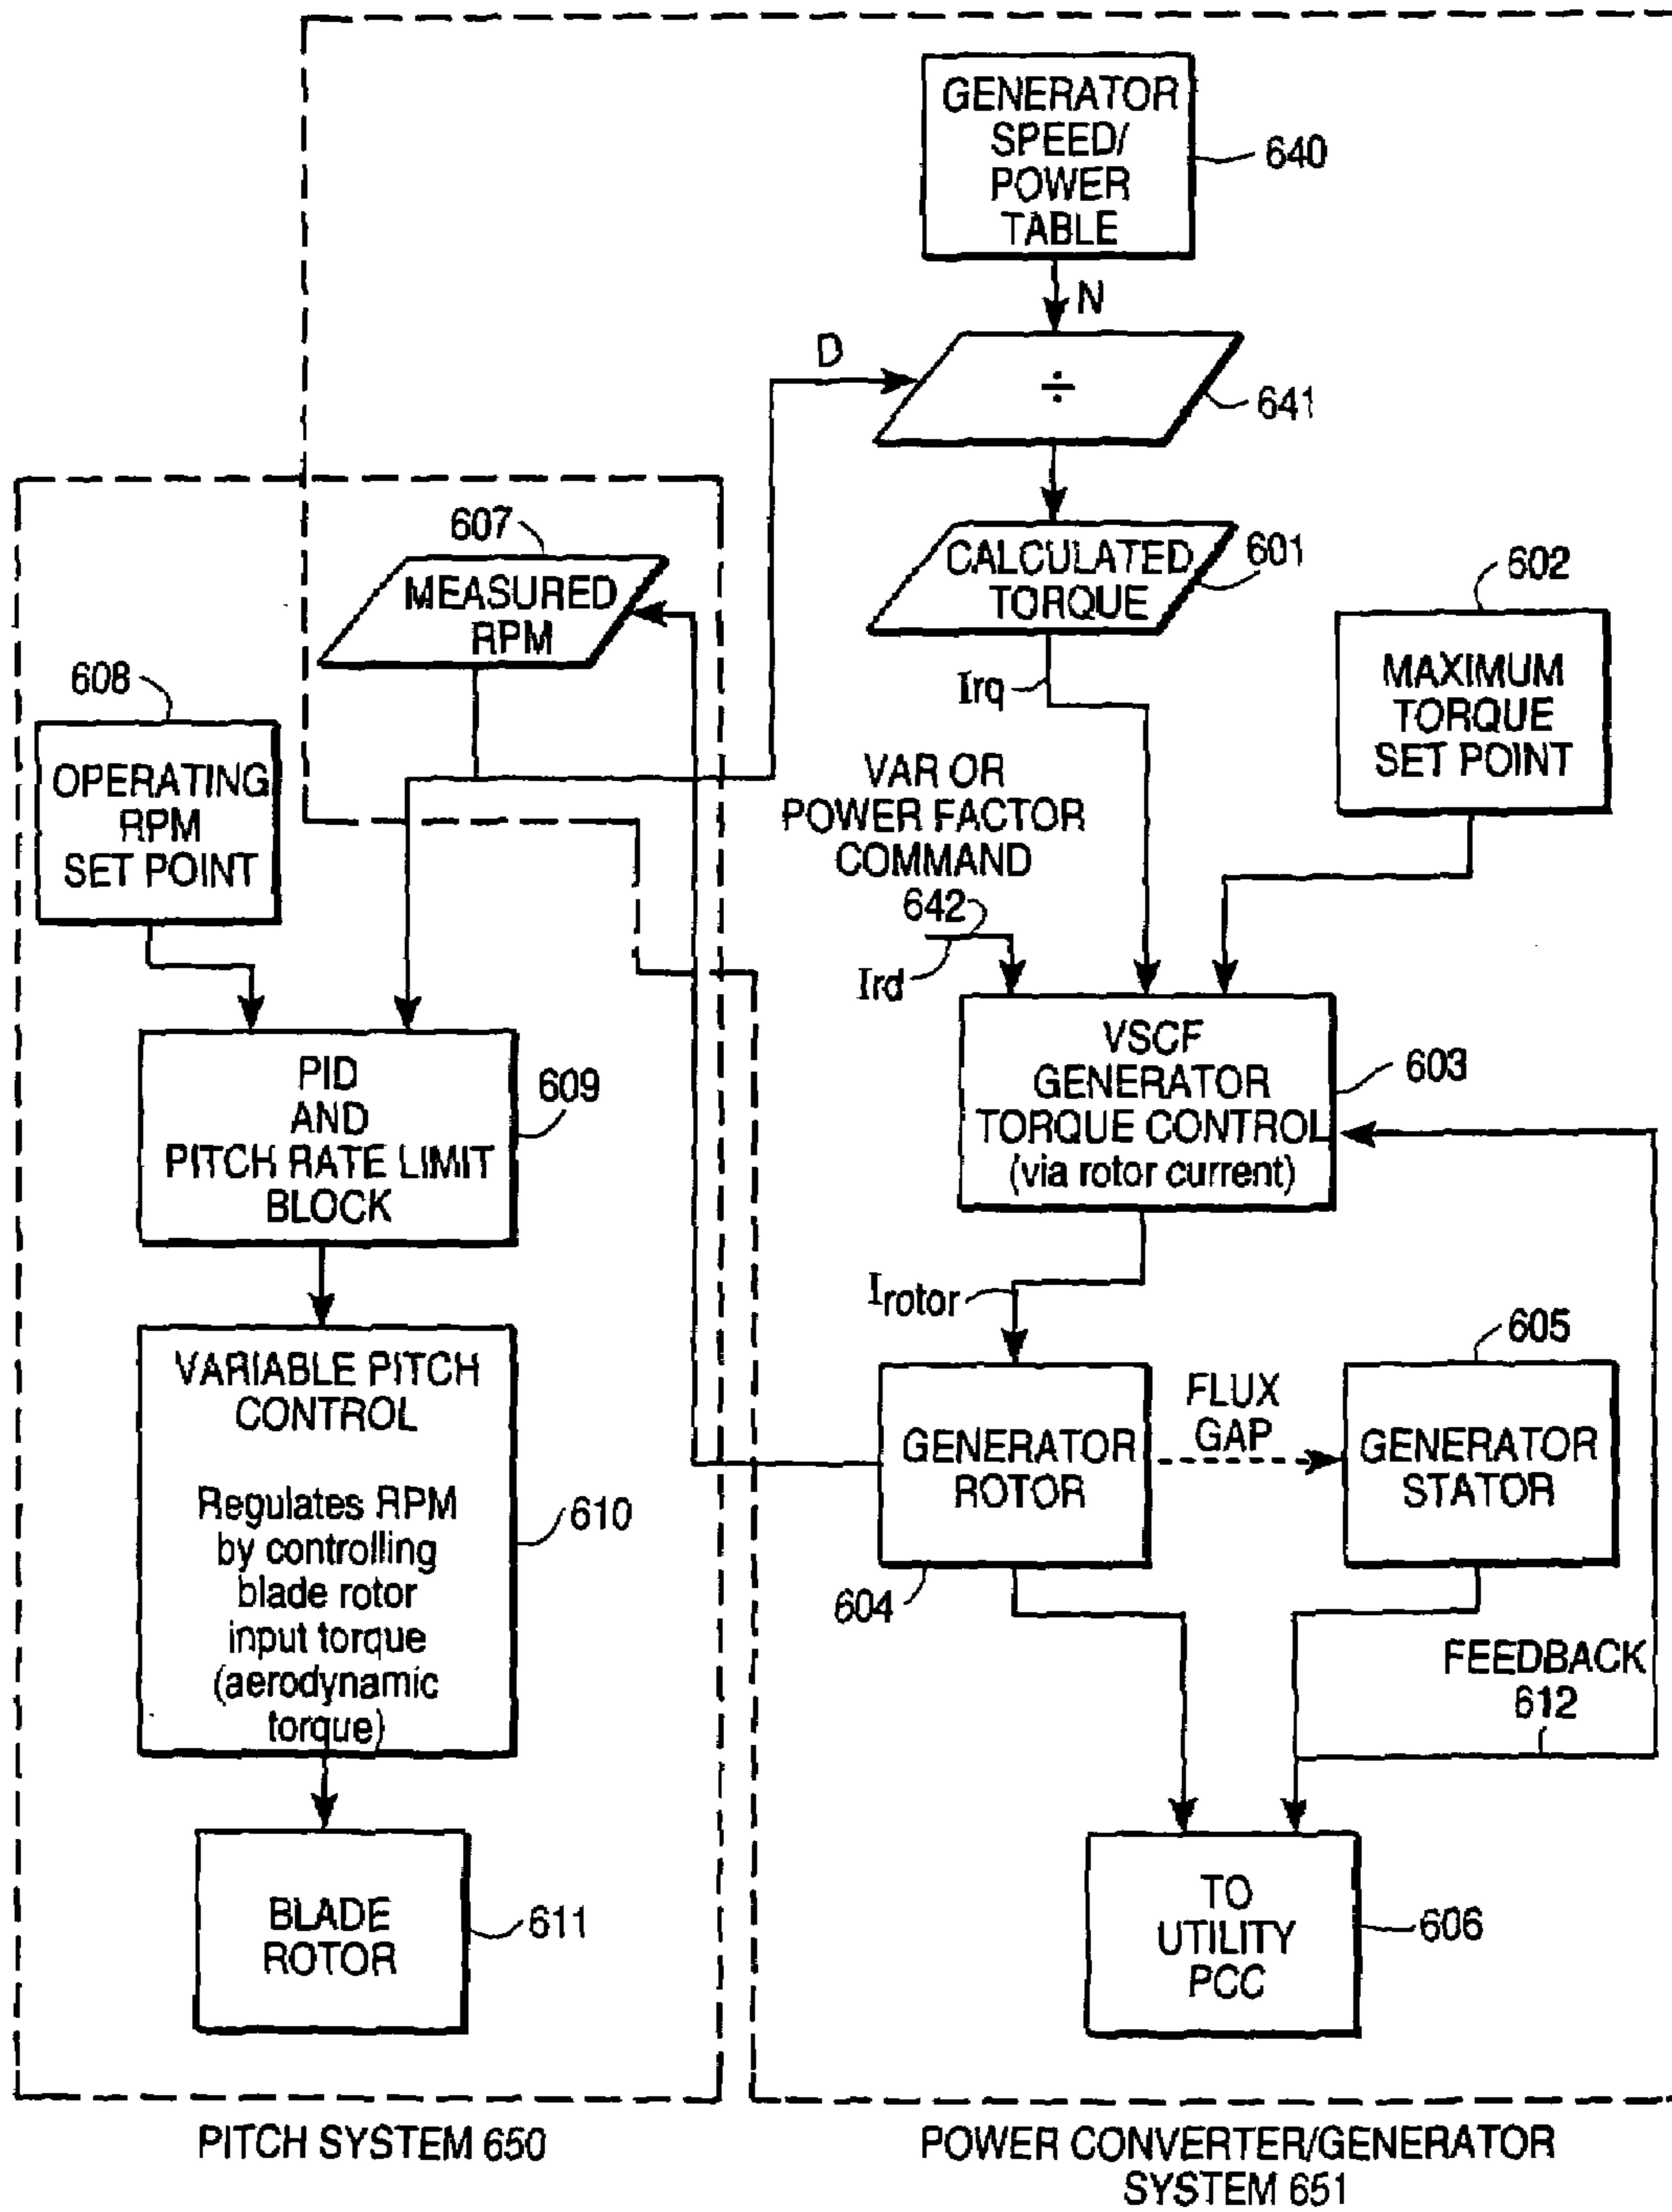 GENERATOR
SPEED/
POWER
TABLE
640
N
D
÷
641
607
MEASURED
RPM
CALCULATED
TORQUE
601
602
608
Irq
MAXIMUM
TORQUE
SET POINT
OPERATING
RPM
SET POINT
VAR OR
POWER FACTOR
COMMAND
642
Ird
PID
AND
PITCH RATE LIMIT
BLOCK
609
VSCF
GENERATOR
TORQUE CONTROL
(via rotor current)
603
Irotor
605
VARIABLE PITCH
CONTROL
Regulates RPM
by controlling
blade rotor
input torque
(aerodynamic
torque)
610
GENERATOR
ROTOR
604
FLUX
GAP
GENERATOR
STATOR
FEEDBACK
612
BLADE
ROTOR
611
TO
UTILITY
PCC
606
PITCH SYSTEM 650
POWER CONVERTER/GENERATOR
SYSTEM 651